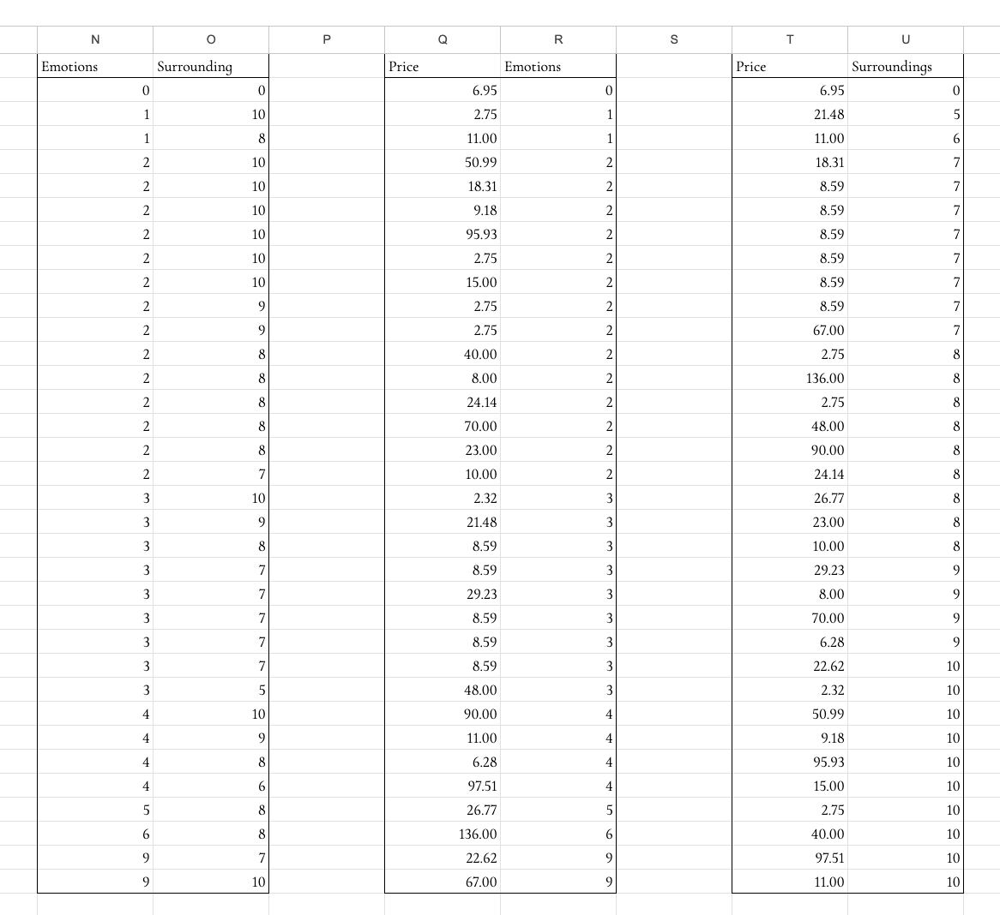 N O P Q R S T U
Emotions Surrounding Price Emotions Price Surroundings
0 0 6.95 0 6.95 0
1 10 2.75 1 21.48 5
1 8 11.00 1 11.00 6
2 10 50.99 2 18.31 7
2 10 18.31 2 8.59 7
2 10 9.18 2 8.59 7
2 10 95.93 2 8.59 7
2 10 2.75 2 8.59 7
2 10 15.00 2 8.59 7
2 9 2.75 2 8.59 7
2 9 2.75 2 67.00 7
2 8 40.00 2 2.75 8
2 8 8.00 2 136.00 8
2 8 24.14 2 2.75 8
2 8 70.00 2 48.00 8
2 8 23.00 2 90.00 8
2 7 10.00 2 24.14 8
3 10 2.32 3 26.77 8
3 9 21.48 3 23.00 8
3 8 8.59 3 10.00 8
3 7 8.59 3 29.23 9
3 7 29.23 3 8.00 9
3 7 8.59 3 70.00 9
3 7 8.59 3 6.28 9
3 7 8.59 3 22.62 10
3 5 48.00 3 2.32 10
4 10 90.00 4 50.99 10
4 9 11.00 4 9.18 10
4 8 6.28 4 95.93 10
4 6 97.51 4 15.00 10
5 8 26.77 5 2.75 10
6 8 136.00 6 40.00 10
9 7 22.62 9 97.51 10
9 10 67.00 9 11.00 10